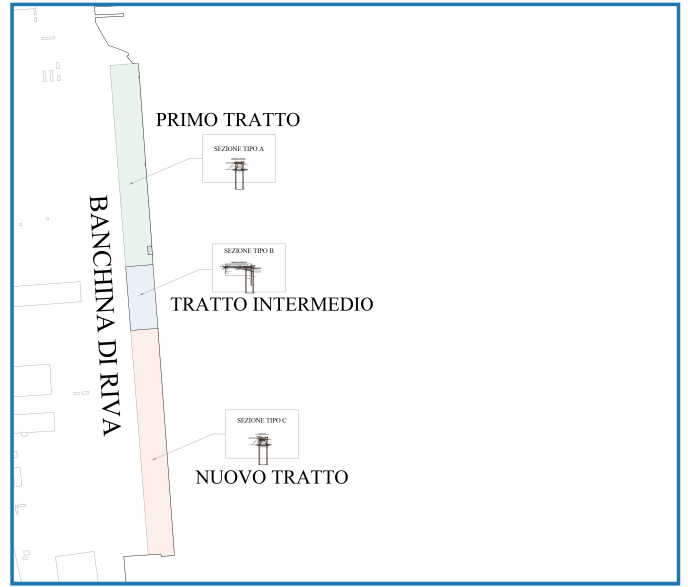 PRIMO TRATTO
SEZIONE TIPO A
BANCHINA DI RIVA
SEZIONE TIPO B
TRATTO INTERMEDIO
SEZIONE TIPO C
NUOVO TRATTO